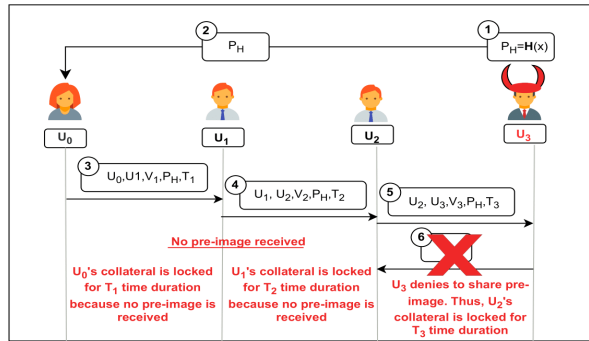 2
1
P_H
P_H=H(x)
U_0
U_1
U_2
U_3
3
U_0,U1,V_1,P_H,T_1
4
U_1, U_2,V_2,P_H,T_2
5
U_2, U_3,V_3,P_H,T_3
6
No pre-image received
U_0's collateral is locked
for T_1 time duration
because no pre-image is
received
U_1's collateral is locked
for T_2 time duration
because no pre-image is
received
U_3 denies to share pre-
image. Thus, U_2's
collateral is locked for
T_3 time duration